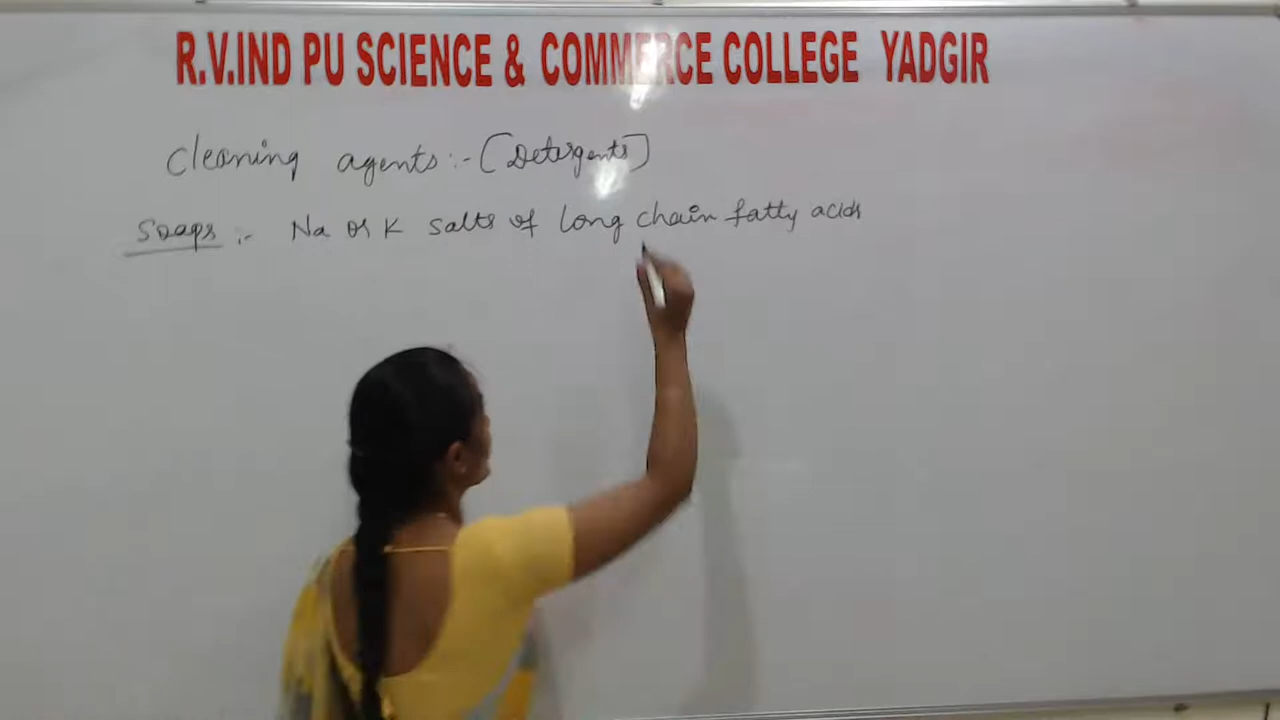 R.V.IND PU SCIENCE & COMMERCE COLLEGE YADGIR
Cleaning agents :- [Detergents]
Soaps :- Na or K salts of long chain fatty acids